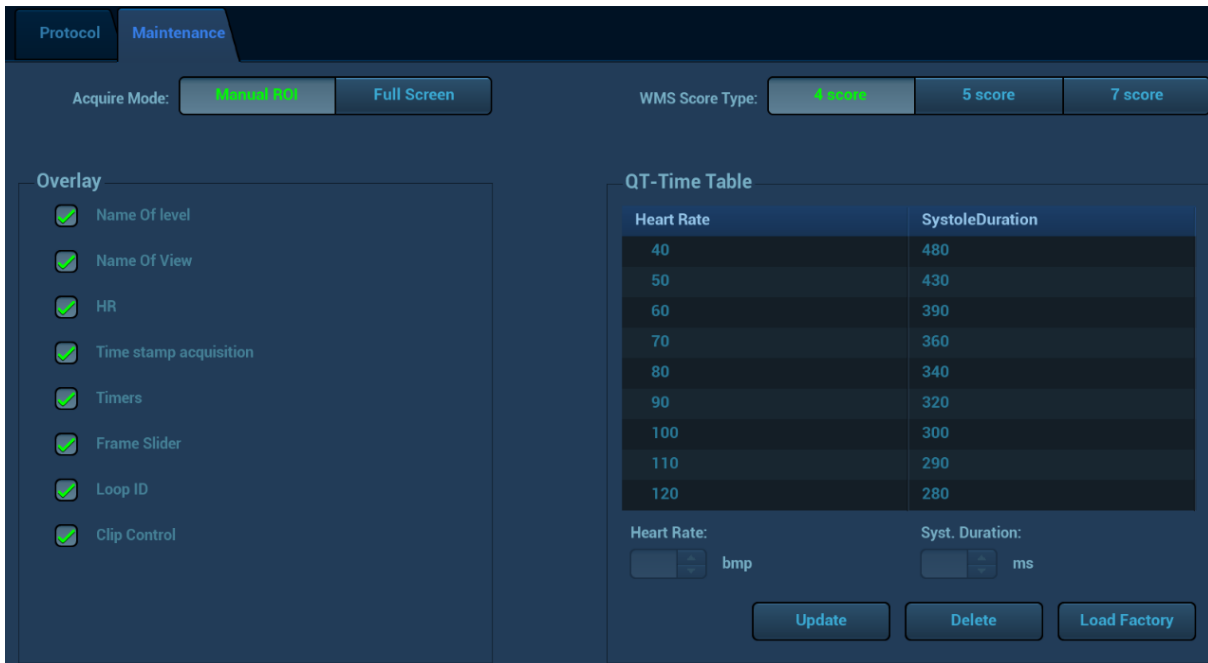 Protocol Maintenance
Acquire Mode: Manual ROI Full Screen
WMS Score Type: 4 score 5 score 7 score
Overlay
Name Of level
Name Of View
HR
Time stamp acquisition
Timers
Frame Slider
Loop ID
Clip Control
QT-Time Table
Heart Rate SystoleDuration
40 480
50 430
60 390
70 360
80 340
90 320
100 300
110 290
120 280
Heart Rate: Syst. Duration:
bmp ms
Update Delete Load Factory